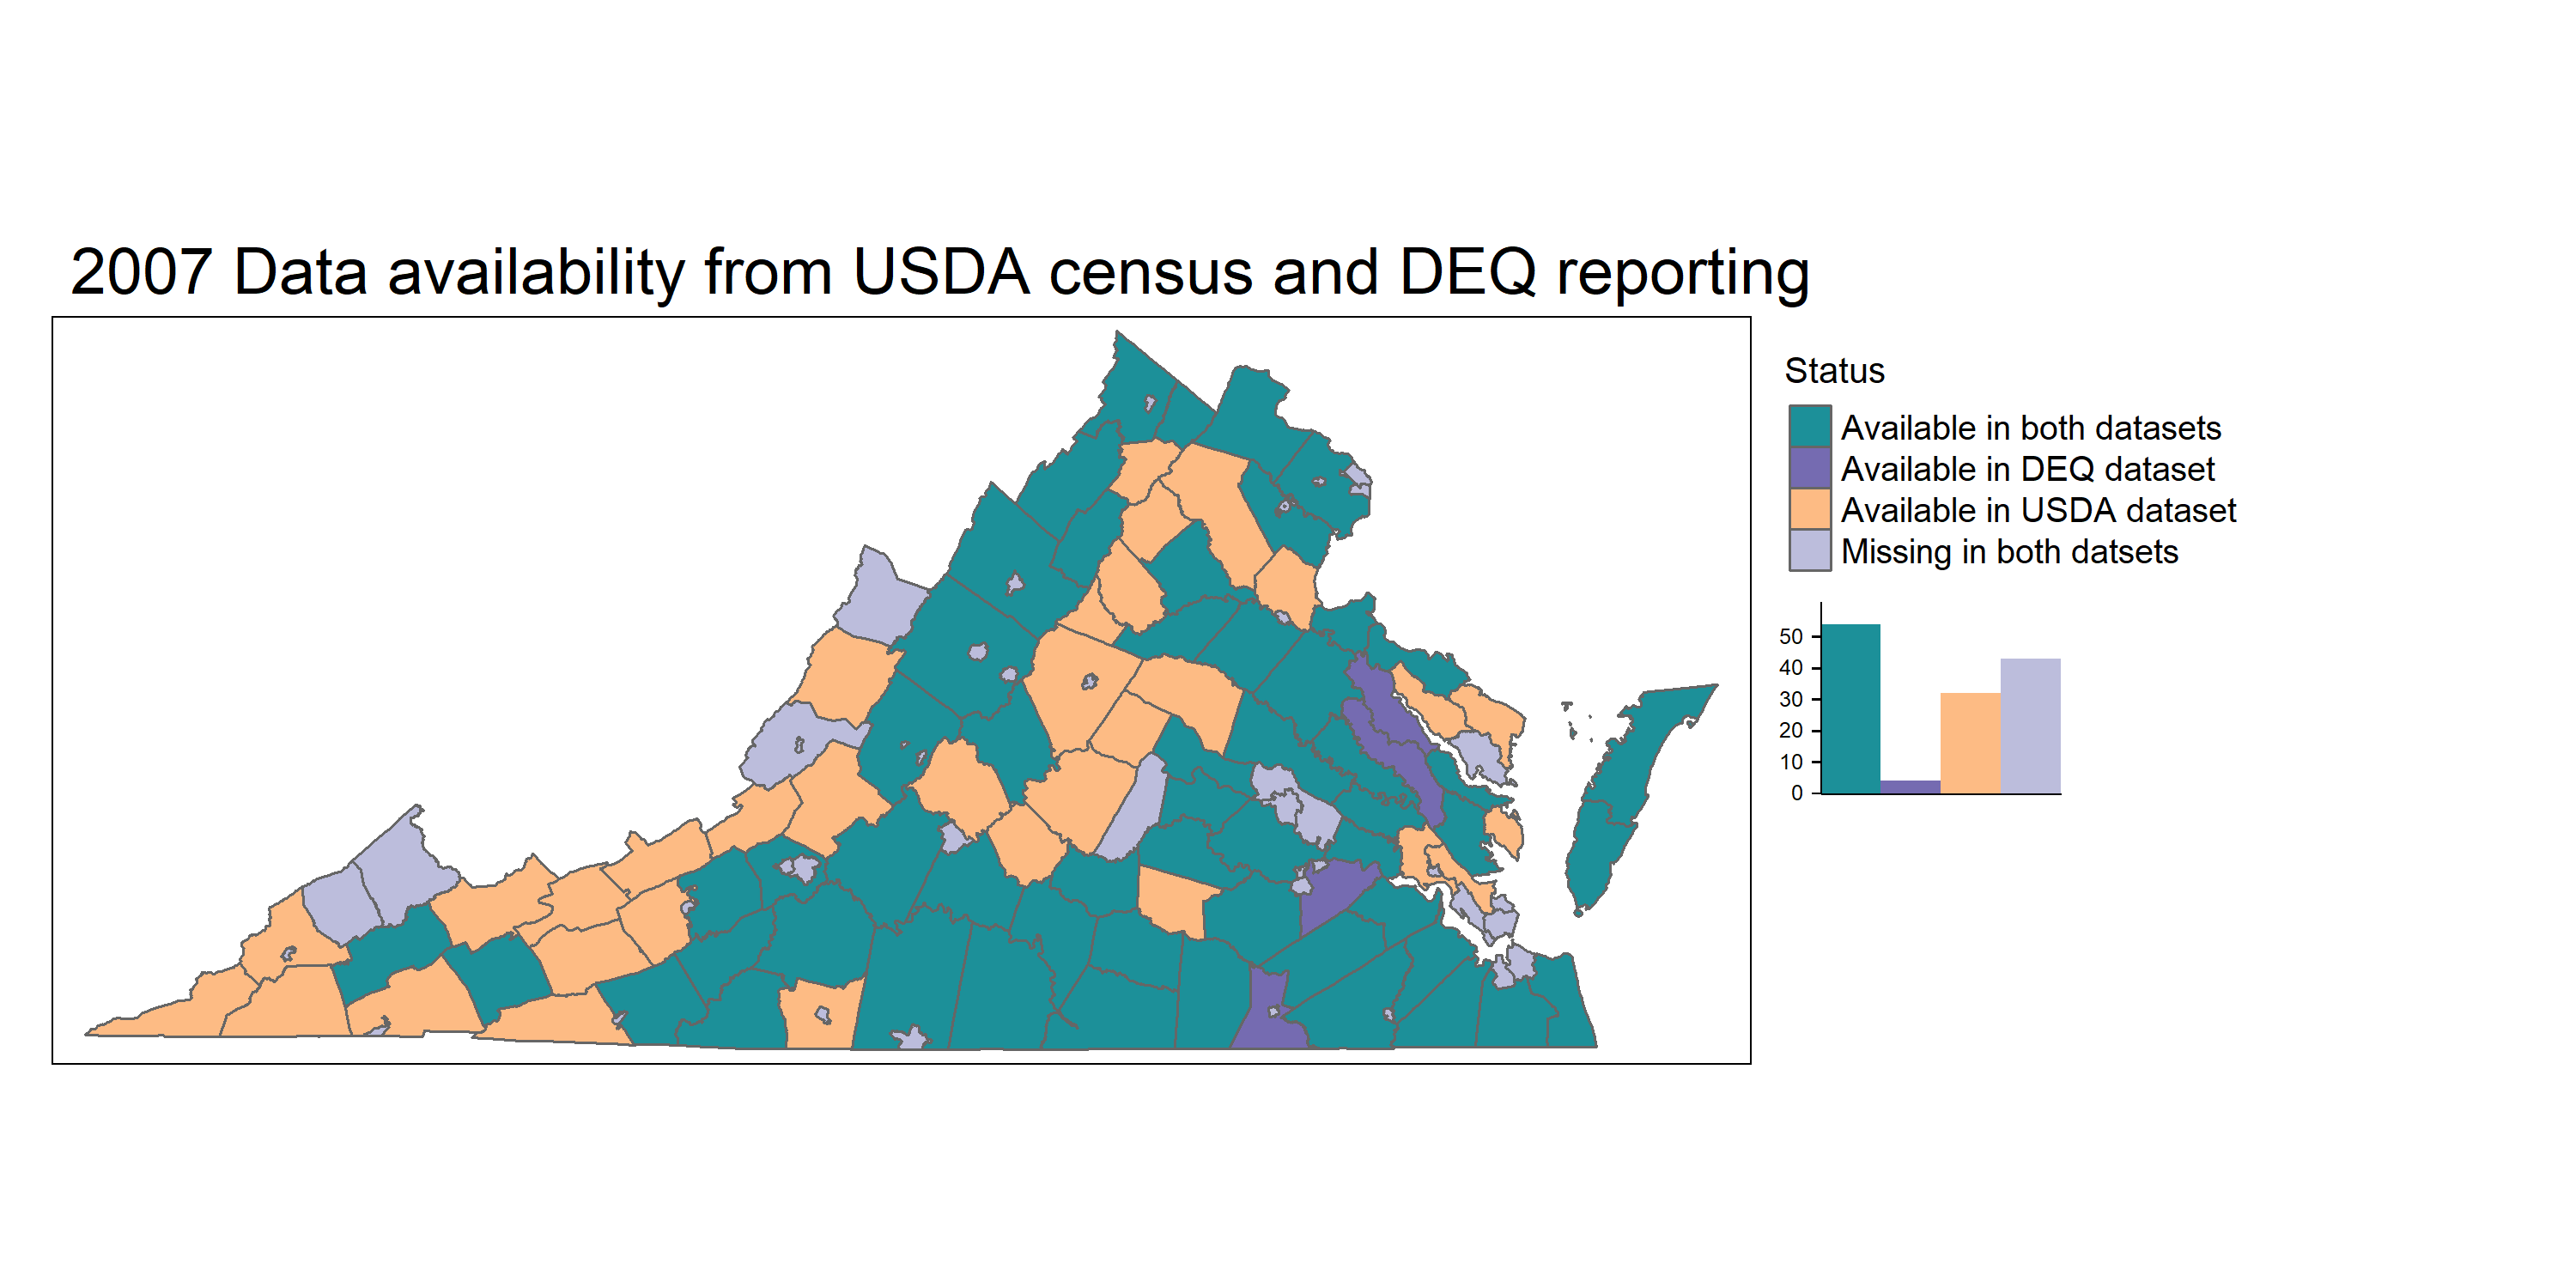 2007 Data availability from USDA census and DEQ reporting
Status
Available in both datasets
Available in DEQ dataset
Available in USDA dataset
Missing in both datsets
50
40
30
20
10
0